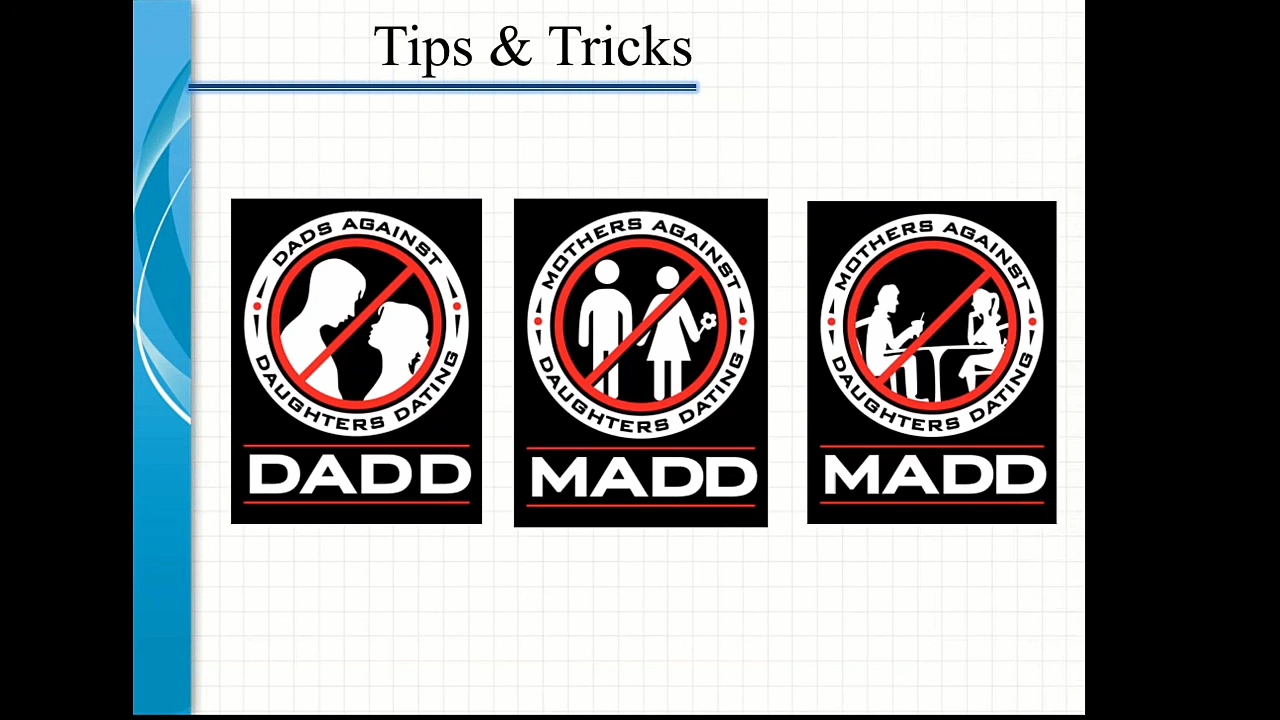 Tips & Tricks
DADS AGAINST
DAUGHTERS DATING
DADD
MOTHERS AGAINST
DAUGHTERS DATING
MADD
MOTHERS AGAINST
DAUGHTERS DATING
MADD